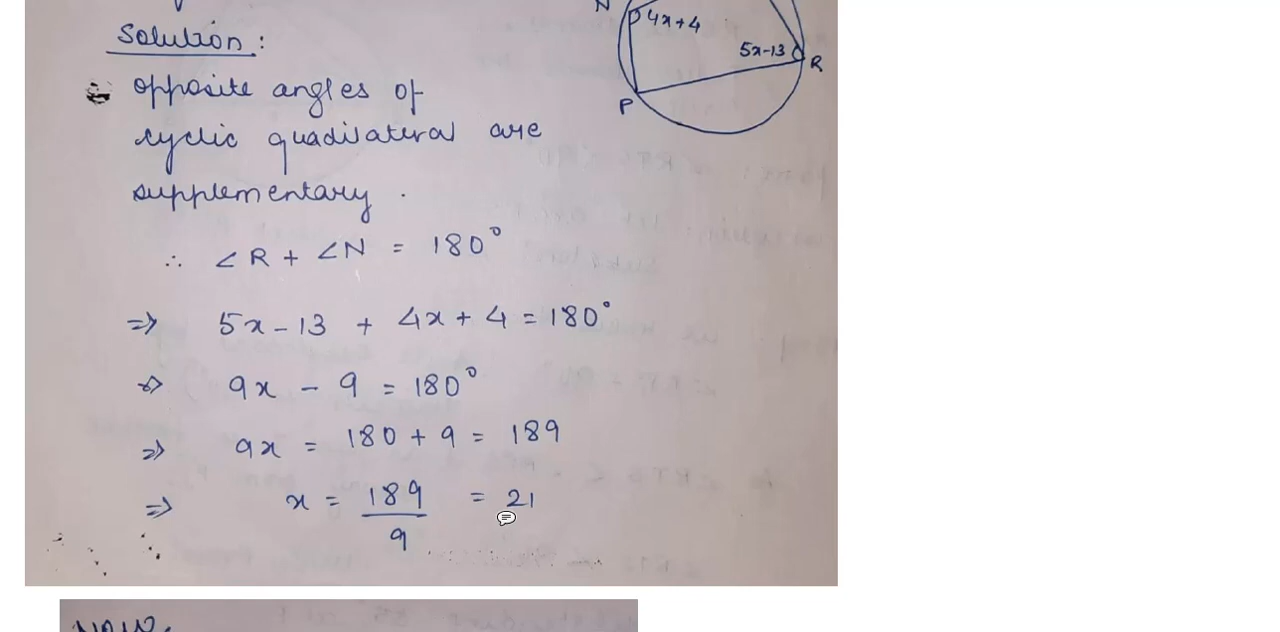 N
4x+4
5x-13
R
P
Solution :
opposite angles of
cyclic quadilateral are
supplementary .
∴ ∠R + ∠N = 180°
⇒ 5x - 13 + 4x + 4 = 180°
⇒ 9x - 9 = 180°
⇒ 9x = 180 + 9 = 189
⇒ x = 189/9 = 21